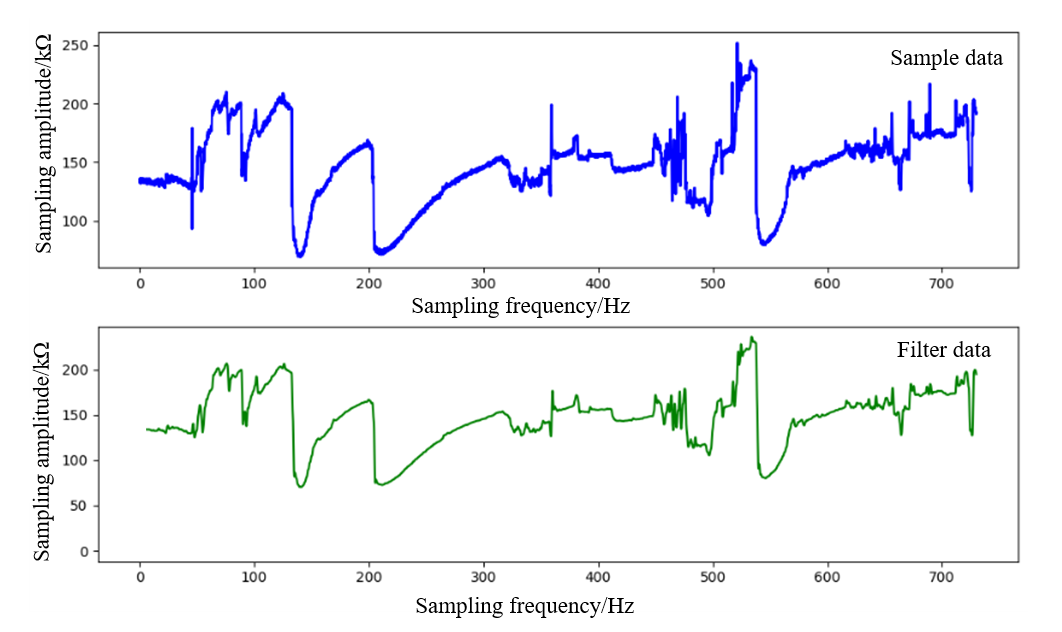 Sampling amplitude/kΩ
250
200
150
100
Sample data
0 100 200 300 400 500 600 700
Sampling frequency/Hz
Sampling amplitude/kΩ
200
150
100
50
0
Filter data
0 100 200 300 400 500 600 700
Sampling frequency/Hz